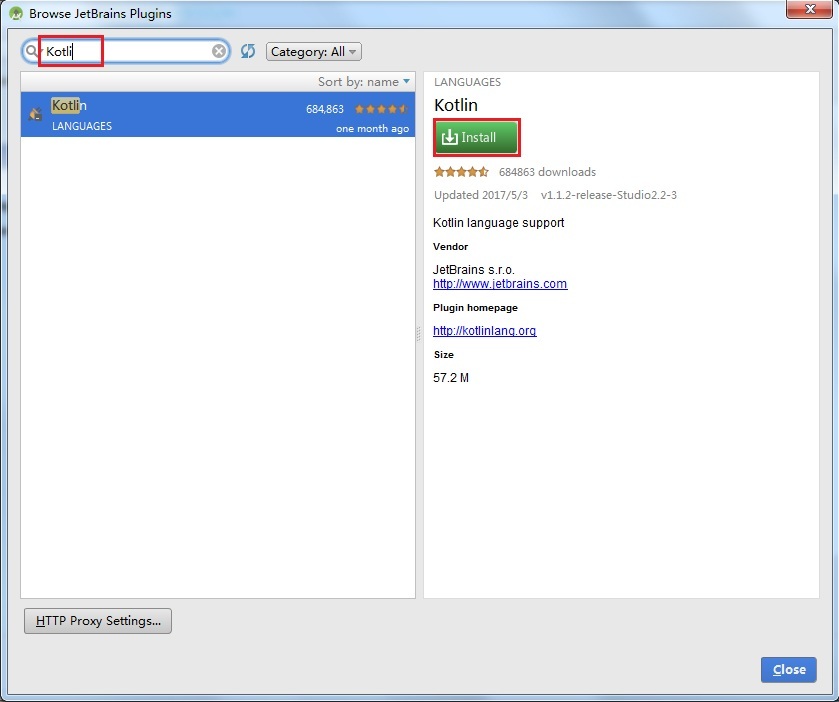 Browse JetBrains Plugins
Kotli
Category: All
Sort by: name
Kotlin
684,863
LANGUAGES
one month ago
LANGUAGES
Kotlin
Install
684863 downloads
Updated 2017/5/3 v1.1.2-release-Studio2.2-3
Kotlin language support
Vendor
JetBrains s.r.o.
http://www.jetbrains.com
Plugin homepage
http://kotlinlang.org
Size
57.2 M
HTTP Proxy Settings...
Close